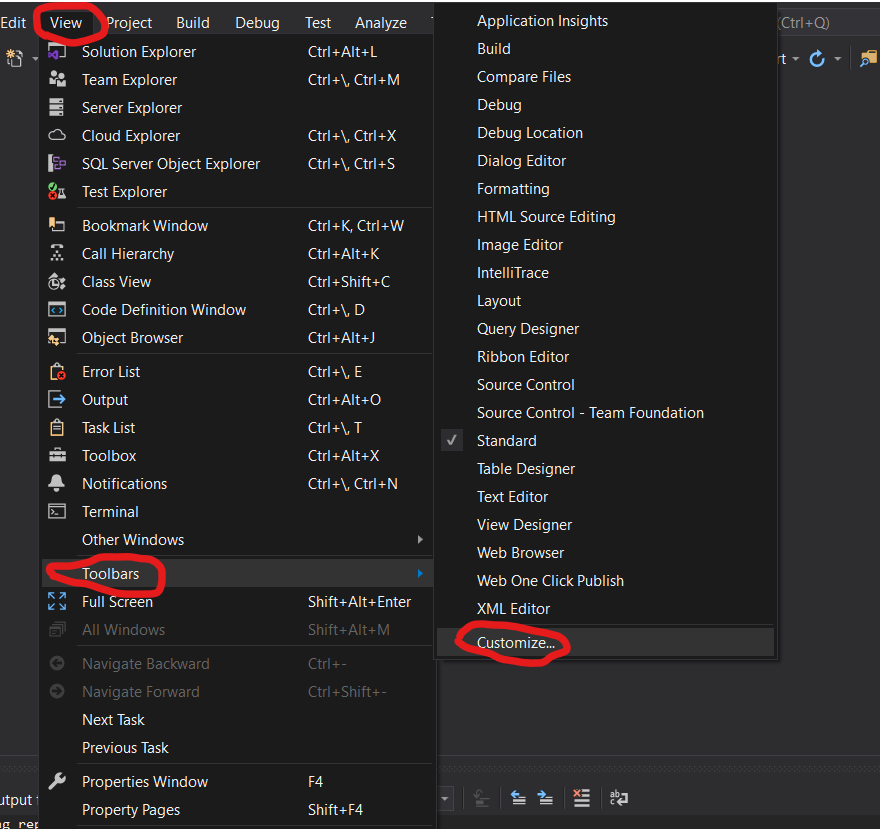 Edit View Project Build Debug Test Analyze
(Ctrl+Q)
Solution Explorer Ctrl+Alt+L
Team Explorer Ctrl+\, Ctrl+M
Server Explorer
Cloud Explorer Ctrl+\, Ctrl+X
SQL Server Object Explorer Ctrl+\, Ctrl+S
Test Explorer
Bookmark Window Ctrl+K, Ctrl+W
Call Hierarchy Ctrl+Alt+K
Class View Ctrl+Shift+C
Code Definition Window Ctrl+\, D
Object Browser Ctrl+Alt+J
Error List Ctrl+\, E
Output Ctrl+Alt+O
Task List Ctrl+\, T
Toolbox Ctrl+Alt+X
Notifications Ctrl+\, Ctrl+N
Terminal
Other Windows
Toolbars
Full Screen Shift+Alt+Enter
All Windows Shift+Alt+M
Navigate Backward Ctrl+-
Navigate Forward Ctrl+Shift+-
Next Task
Previous Task
Properties Window F4
Property Pages Shift+F4
Application Insights
Build
Compare Files
Debug
Debug Location
Dialog Editor
Formatting
HTML Source Editing
Image Editor
IntelliTrace
Layout
Query Designer
Ribbon Editor
Source Control
Source Control - Team Foundation
Standard
Table Designer
Text Editor
View Designer
Web Browser
Web One Click Publish
XML Editor
Customize...